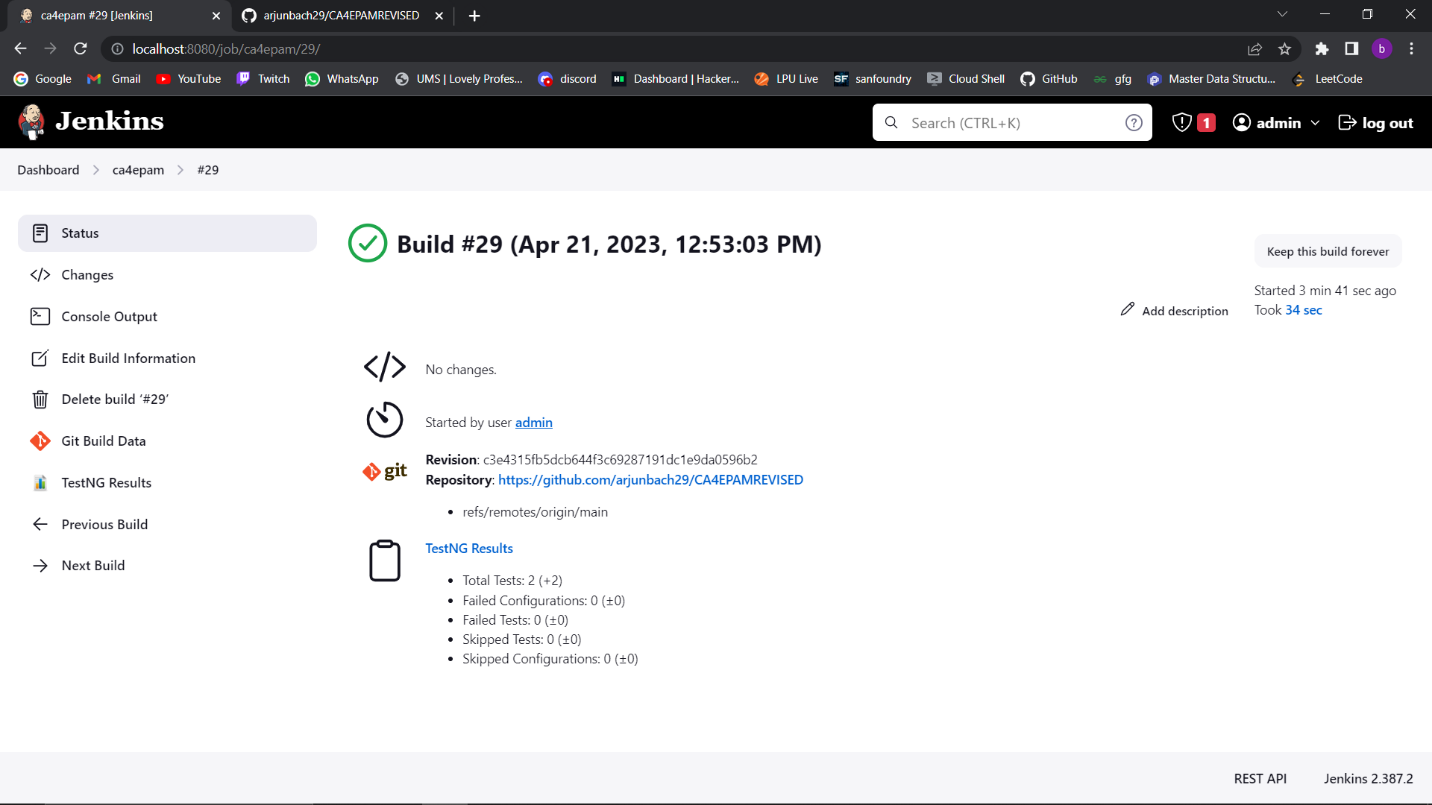 ca4epam #29 [Jenkins]
arjunbach29/CA4EPAMREVISED
localhost:8080/job/ca4epam/29/
b
Google Gmail YouTube Twitch WhatsApp UMS | Lovely Profes... discord Dashboard | Hacker... LPU Live SF sanfoundry Cloud Shell GitHub gfg Master Data Structu... LeetCode
Jenkins
Search (CTRL+K)
1
admin
log out
Dashboard
ca4epam
#29
Status
Changes
Console Output
Edit Build Information
Delete build ‘#29’
Git Build Data
TestNG Results
Previous Build
Next Build
Build #29 (Apr 21, 2023, 12:53:03 PM)
Keep this build forever
Started 3 min 41 sec ago
Took 34 sec
Add description
No changes.
Started by user admin
git
Revision: c3e4315fb5dcb644f3c69287191dc1e9da0596b2
Repository: https://github.com/arjunbach29/CA4EPAMREVISED
• refs/remotes/origin/main
TestNG Results
• Total Tests: 2 (+2)
• Failed Configurations: 0 (±0)
• Failed Tests: 0 (±0)
• Skipped Tests: 0 (±0)
• Skipped Configurations: 0 (±0)
REST API
Jenkins 2.387.2